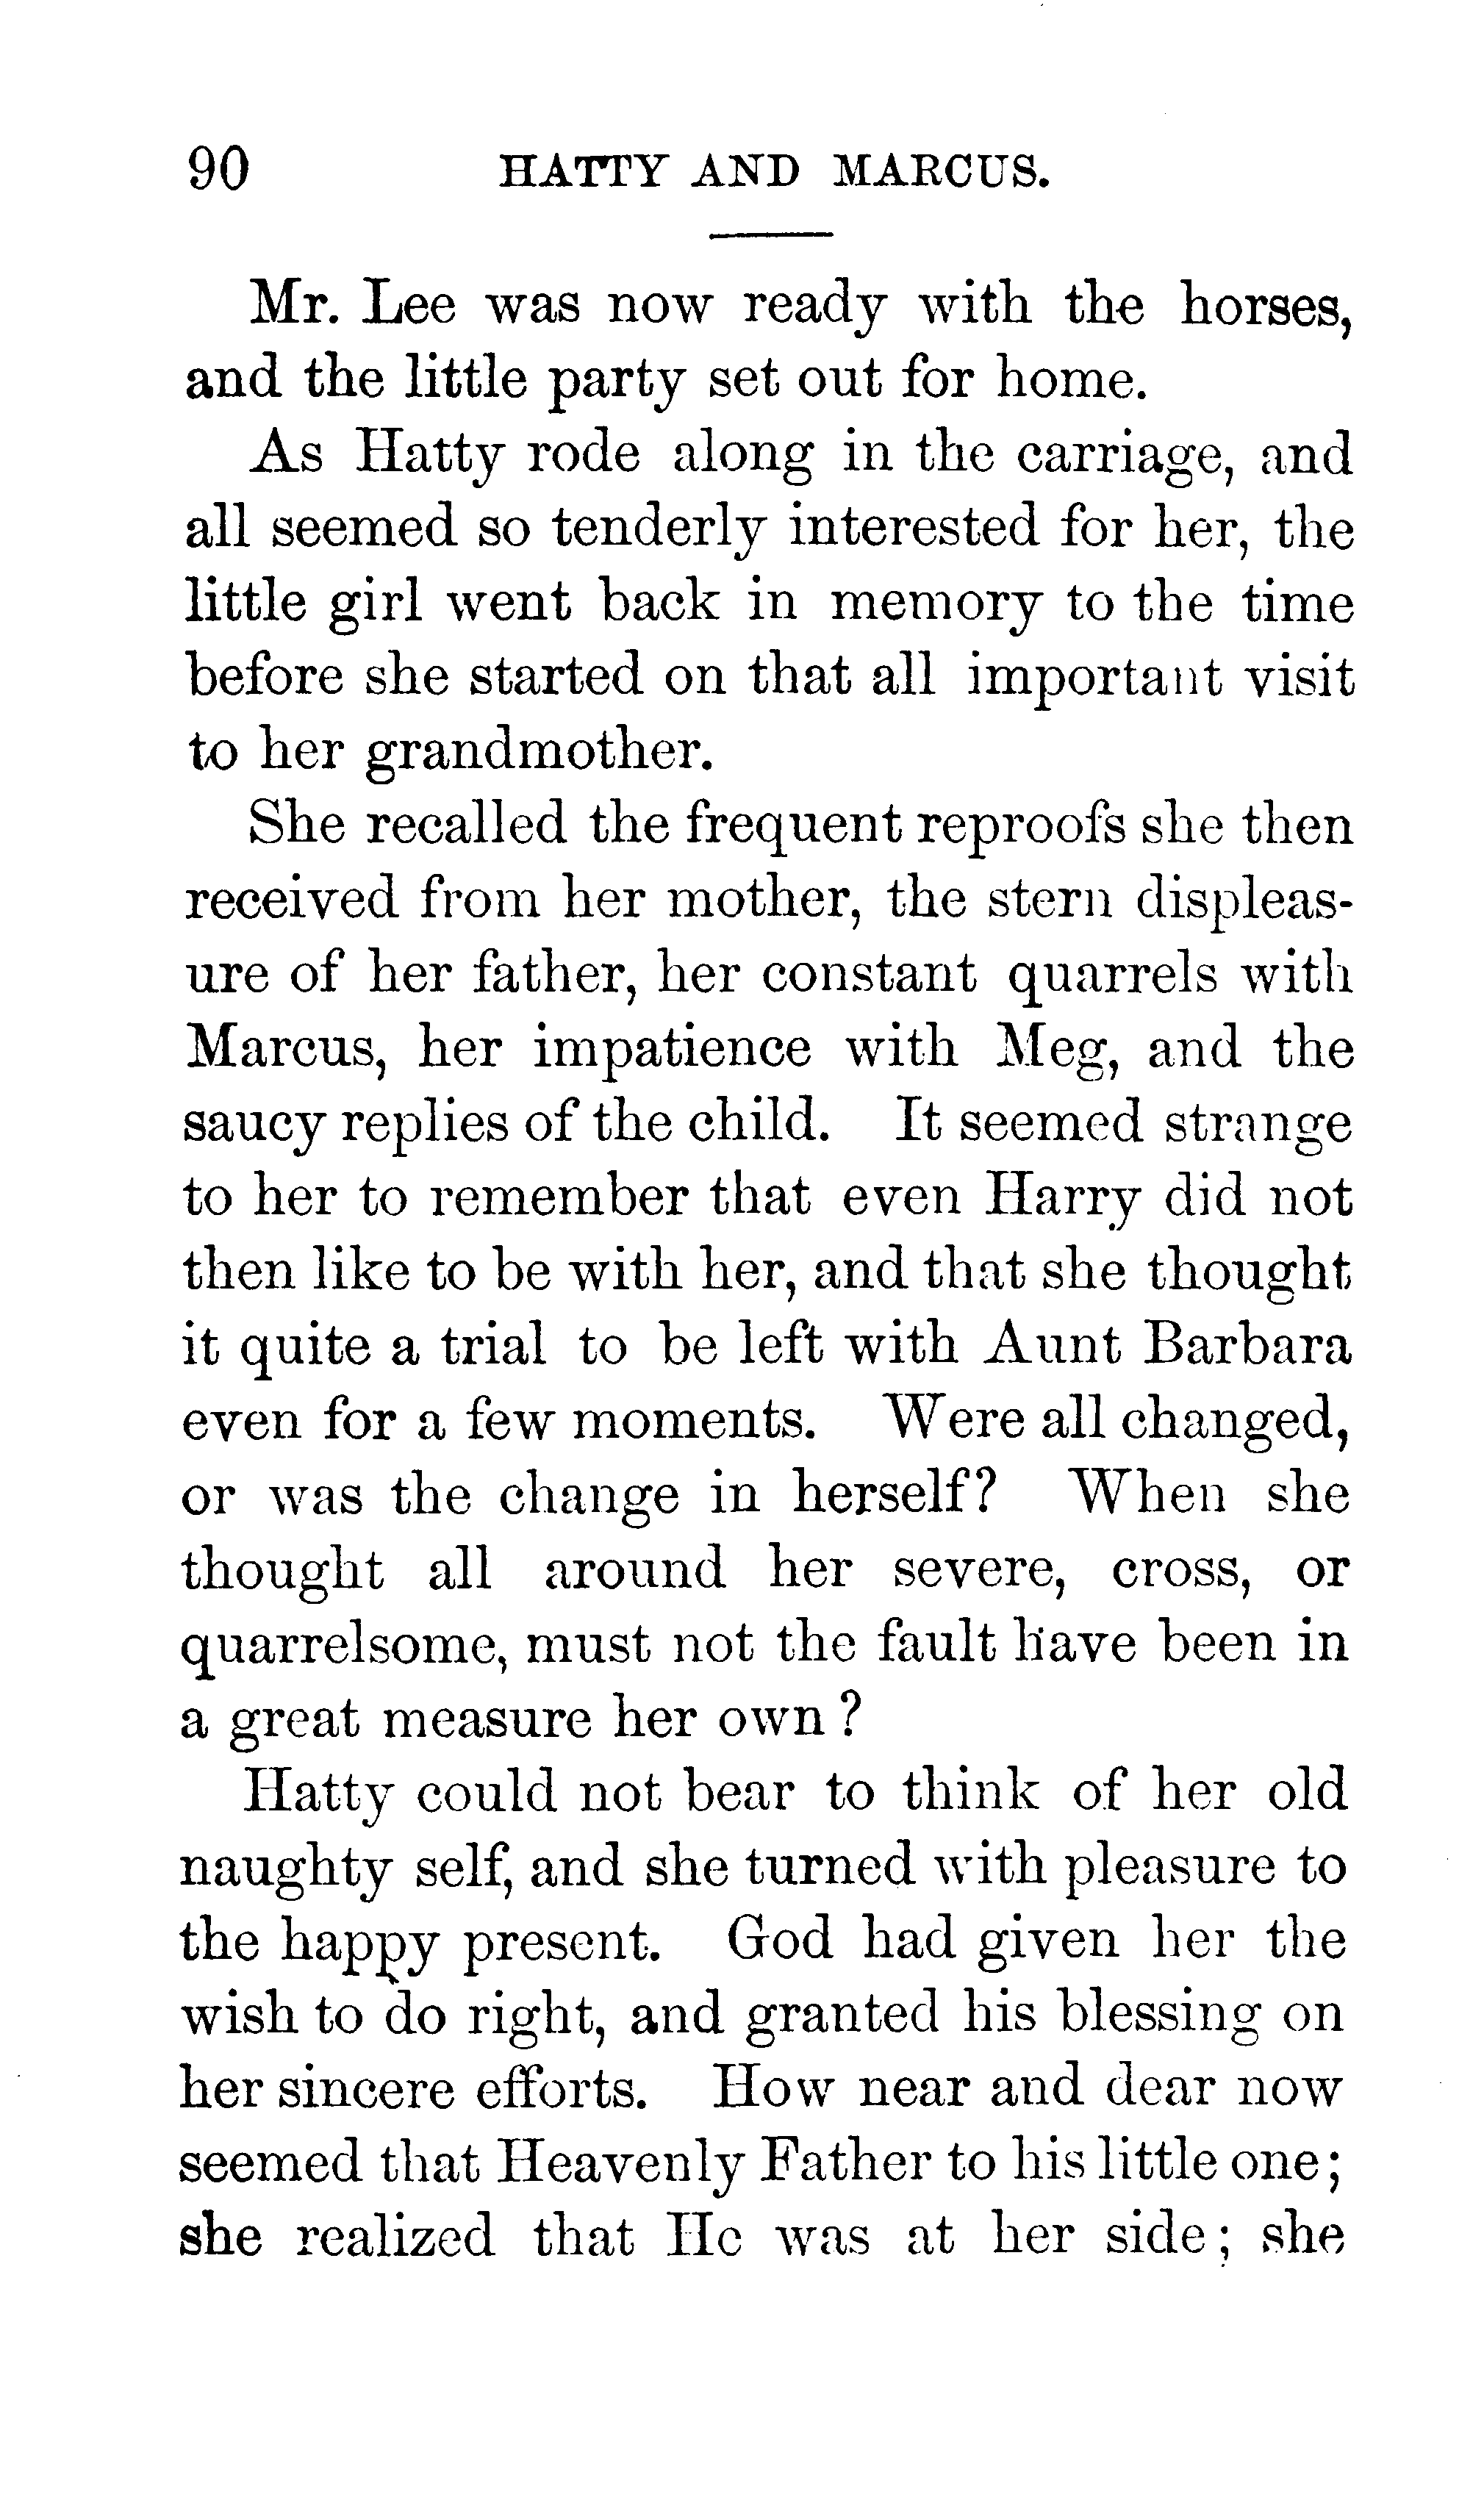 90 HATTY AND MARCUS.
Mr. Lee was now ready with the horses,
and the little party set out for home.
As Hatty rode along in the carriage, and
all seemed so tenderly interested for her, the
little girl went back in memory to the time
before she started on that all important visit
to her grandmother.
She recalled the frequent reproofs she then
received from her mother, the stern displeas-
ure of her father, her constant quarrels with
Marcus, her impatience with Meg, and the
saucy replies of the child. It seemed strange
to her to remember that even Harry did not
then like to be with her, and that she thought
it quite a trial to be left with Aunt Barbara
even for a few moments. Were all changed,
or was the change in herself? When she
thought all around her severe, cross, or
quarrelsome, must not the fault have been in
a great measure her own?
Hatty could not bear to think of her old
naughty self, and she turned with pleasure to
the happy present. God had given her the
wish to do right, and granted his blessing on
her sincere efforts. How near and dear now
seemed that Heavenly Father to his little one;
she realized that He was at her side; she